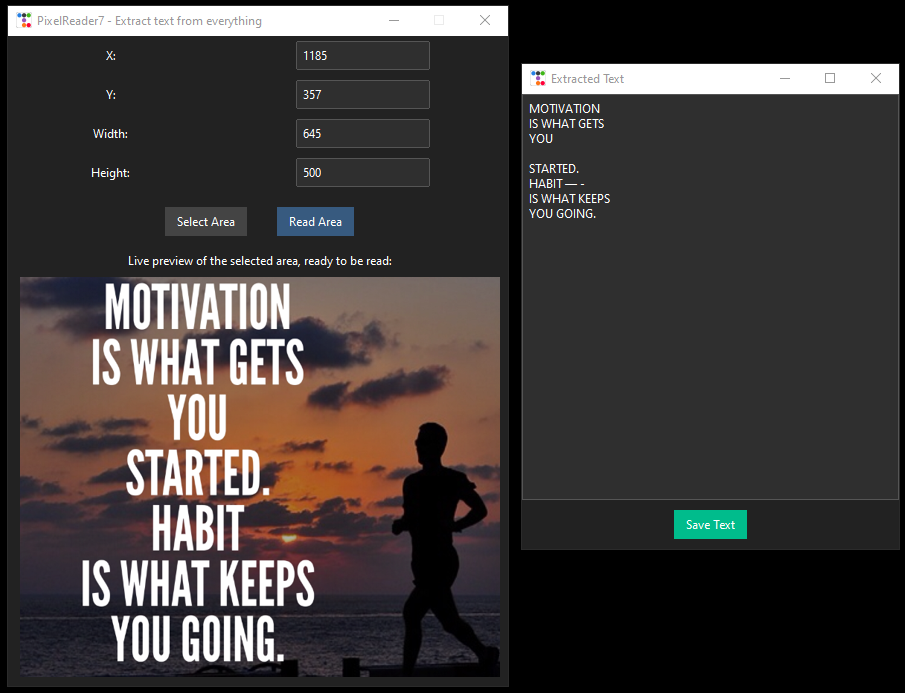 PixelReader7 - Extract text from everything
X:
1185
Y:
357
Width:
645
Height:
500
Select Area
Read Area
Live preview of the selected area, ready to be read:
MOTIVATION
IS WHAT GETS
YOU
STARTED.
HABIT
IS WHAT KEEPS
YOU GOING.
Extracted Text
MOTIVATION
IS WHAT GETS
YOU
STARTED.
HABIT — -
IS WHAT KEEPS
YOU GOING.
Save Text